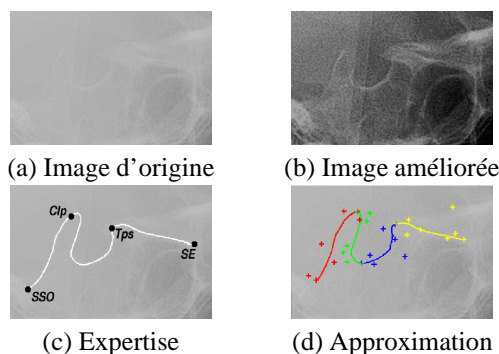 (a) Image d'origine
(b) Image améliorée
Clp
Tps
SE
SSO
(c) Expertise
(d) Approximation